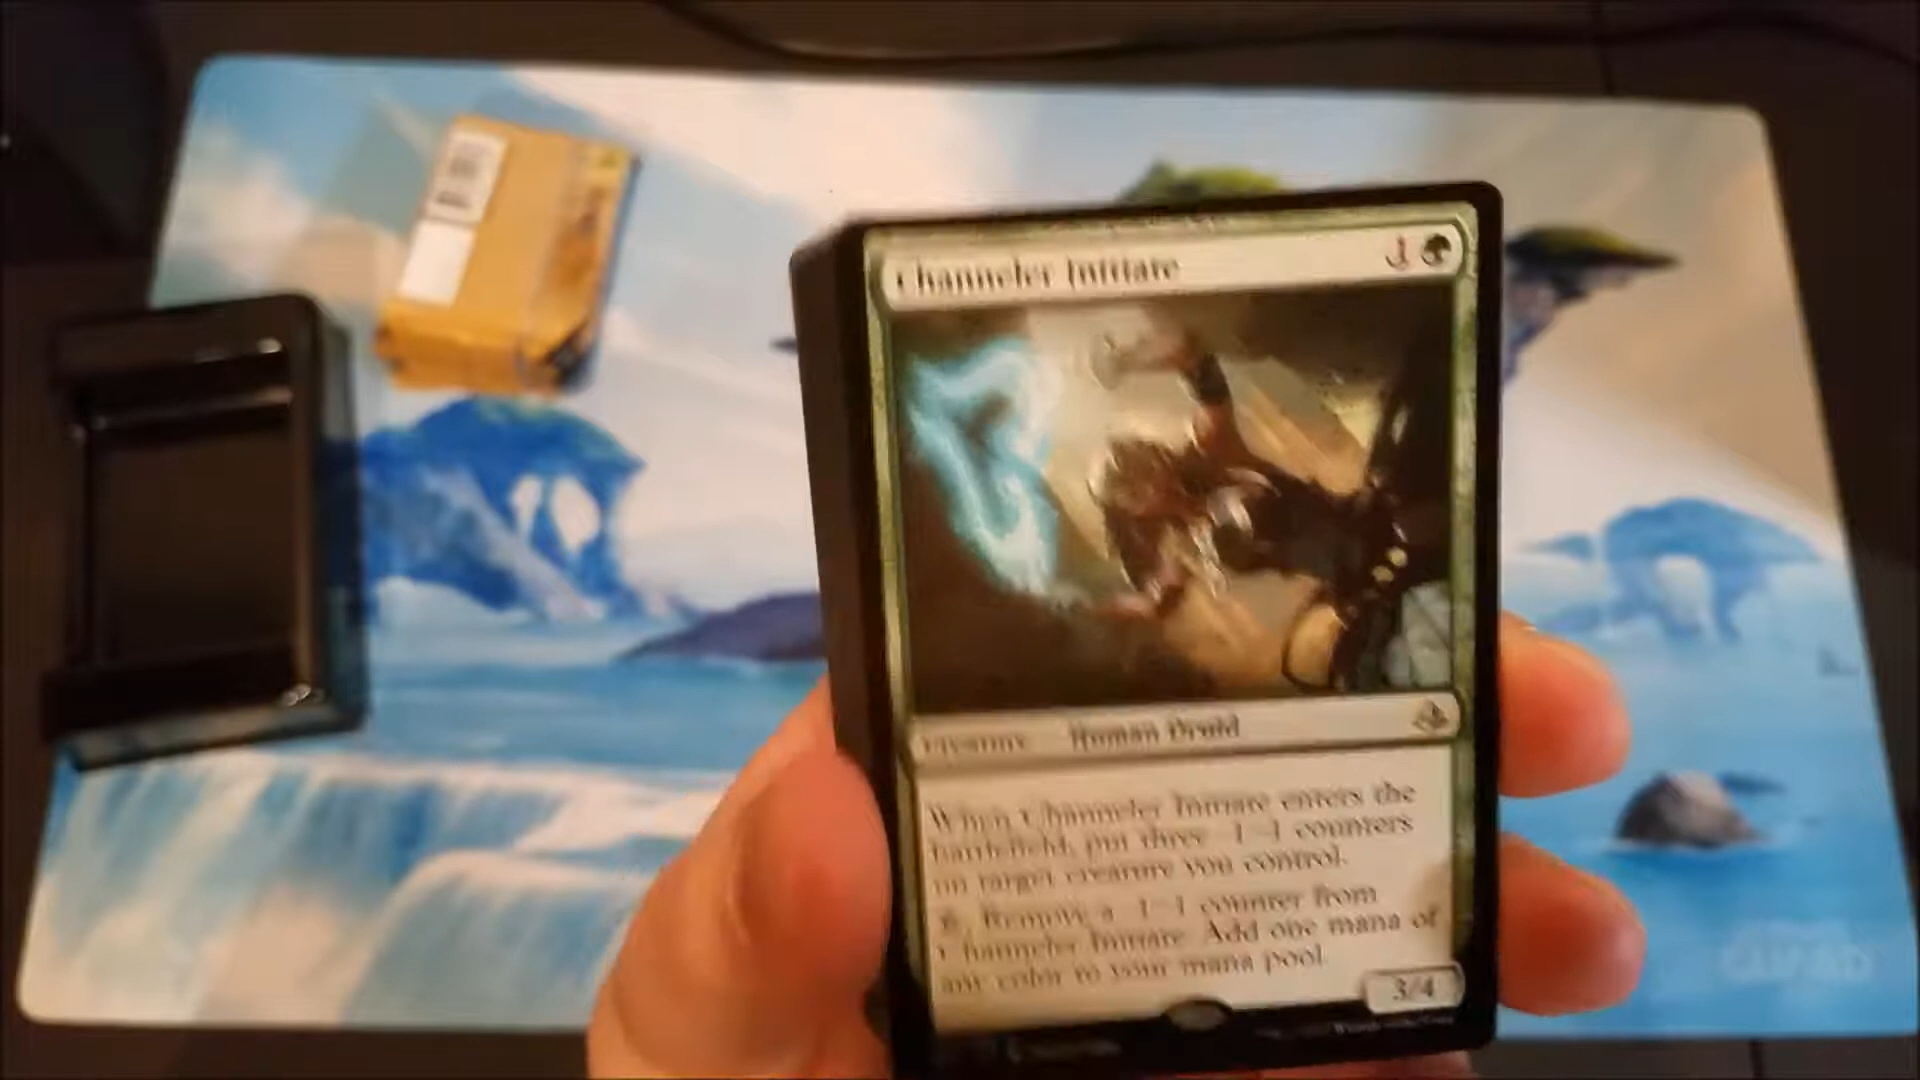 Channeler Initiate 1
Creature Human Druid
When Channeler Initiate enters the
battlefield, put three -1/-1 counters
on target creature you control.
Remove a -1/-1 counter from
Channeler Initiate Add one mana of
any color to your mana pool.
3/4